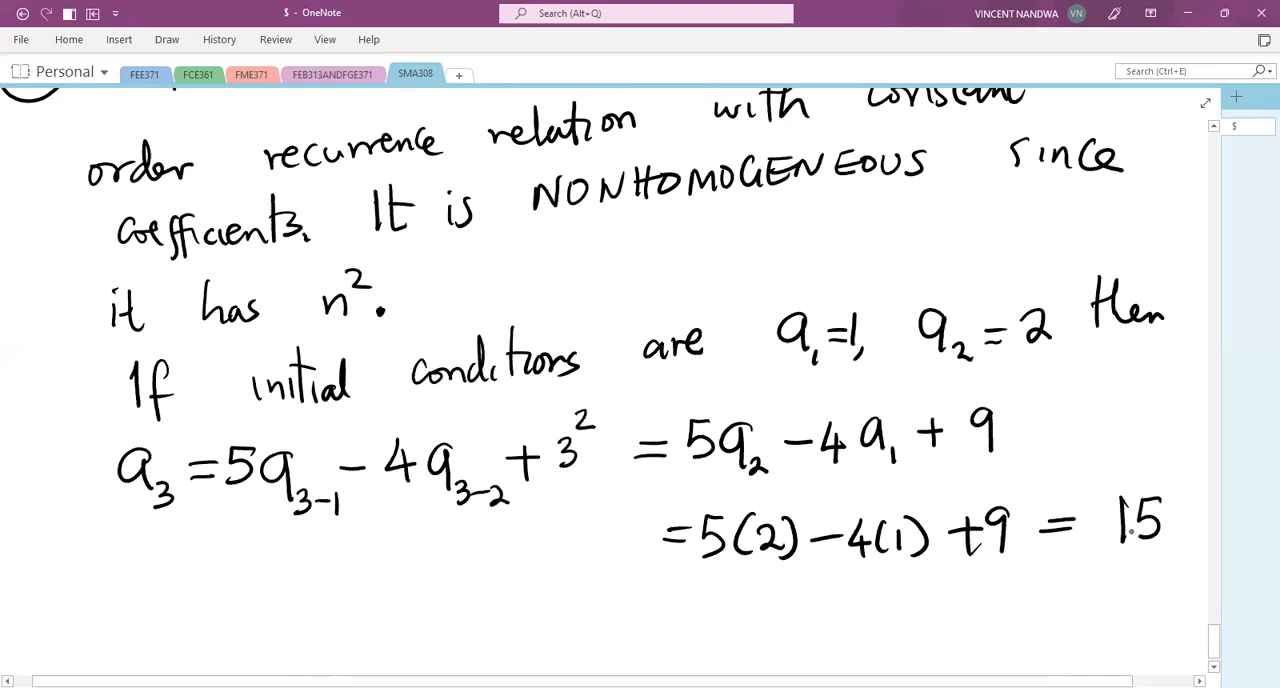 $ - OneNote
Search (Alt+Q)
VINCENT NANDWA
VN
File Home Insert Draw History Review View Help
Personal
FEE371 FCE361 FME371 FEB313ANDFGE371 SMA308 +
Search (Ctrl+E)
$
order recurrence relation with constant
coefficients. It is NONHOMOGENEOUS since
it has n².
If initial conditions are a₁=1, a₂=2 then
a₃ = 5a₃₋₁ - 4a₃₋₂ + 3² = 5a₂ - 4a₁ + 9
= 5(2) - 4(1) + 9 = 15